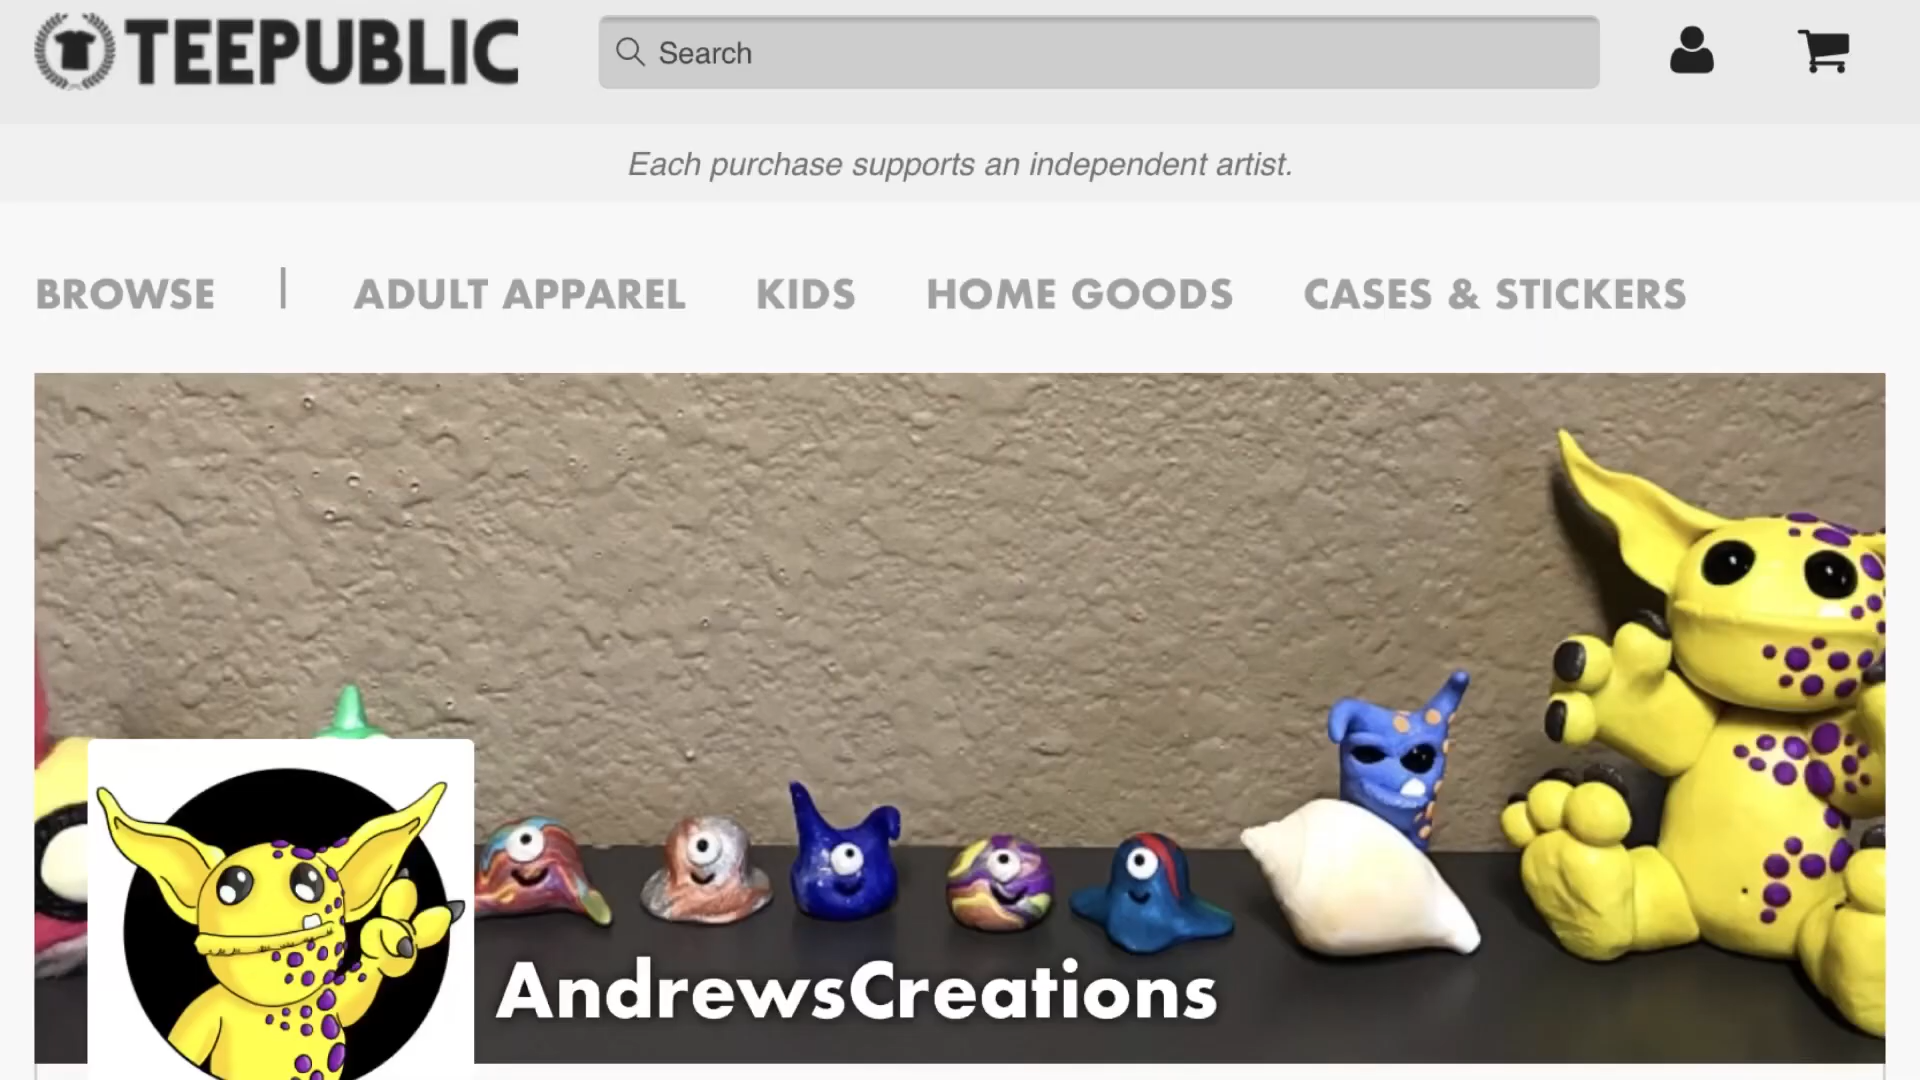 TEEPUBLIC
Search
Each purchase supports an independent artist.
BROWSE | ADULT APPAREL KIDS HOME GOODS CASES & STICKERS
AndrewsCreations